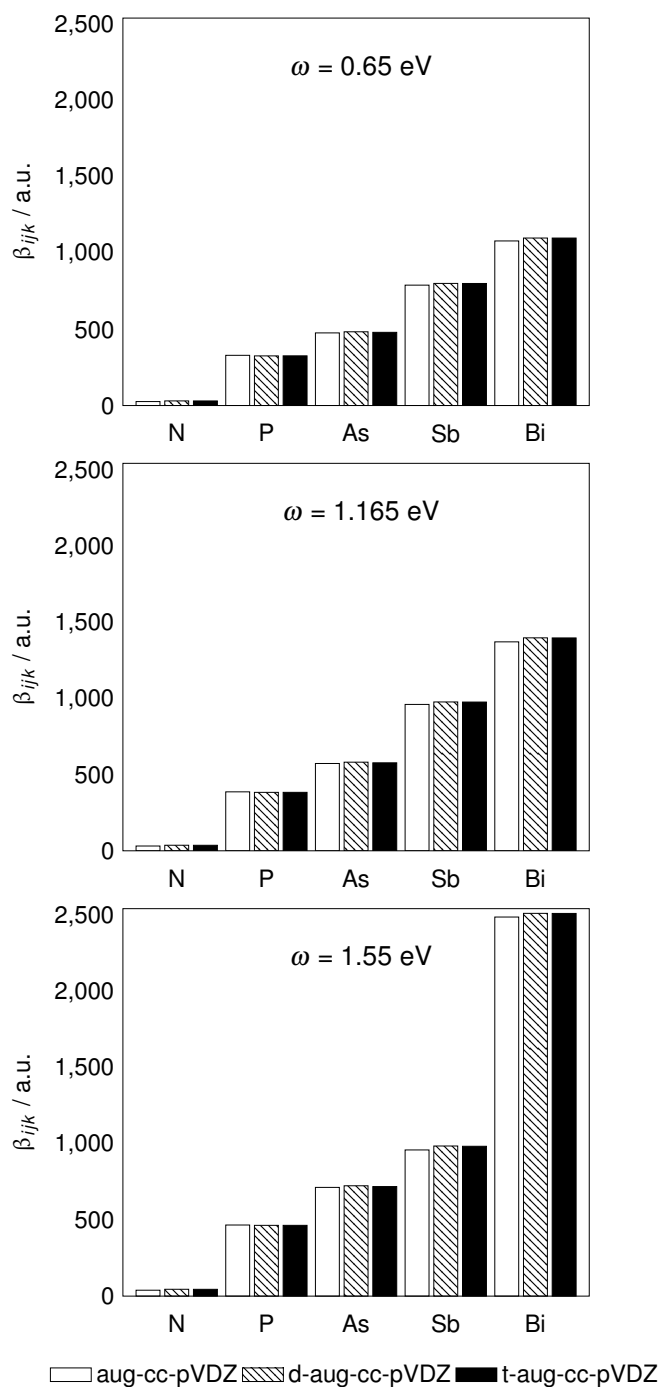 2,500
ω = 0.65 eV
2,000
1,500
β_ijk / a.u.
1,000
500
0
N P As Sb Bi
2,500
ω = 1.165 eV
2,000
1,500
β_ijk / a.u.
1,000
500
0
N P As Sb Bi
2,500
ω = 1.55 eV
2,000
1,500
β_ijk / a.u.
1,000
500
0
N P As Sb Bi
aug-cc-pVDZ d-aug-cc-pVDZ t-aug-cc-pVDZ